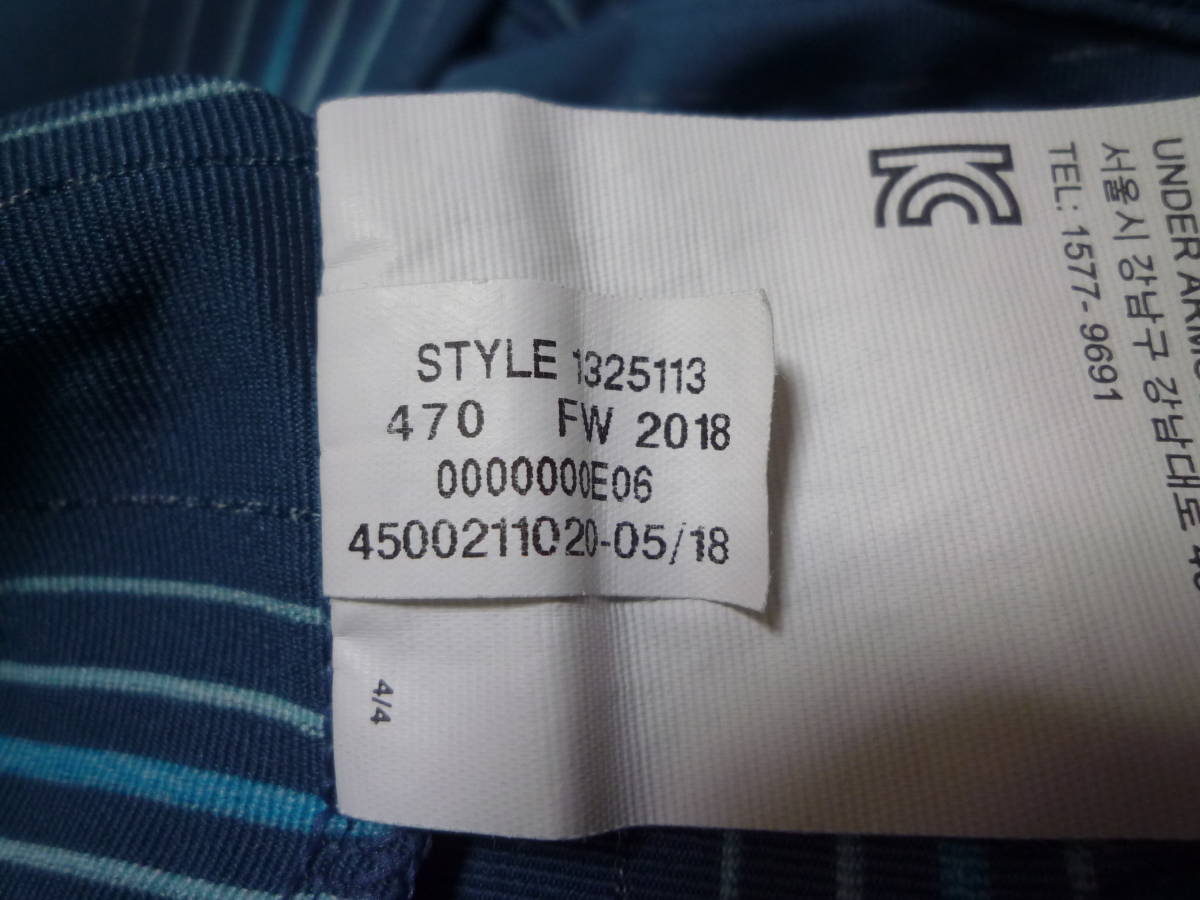 STYLE 1325113
470 FW 2018
0000000E06
4500211020-05/18
4/4
UNDER
서울시 강남구 강남대로
TEL: 1577-9691